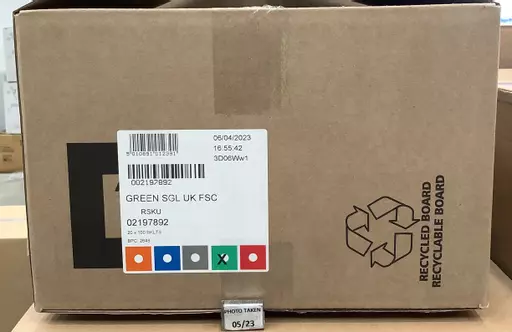 06/04/2023
16:55:42
3D06Ww1
002197892
GREEN SGL UK FSC
RSKU
02197892
X
RECYCLED BOARD
RECYCLABLE BOARD
PHOTO TAKEN
05/23